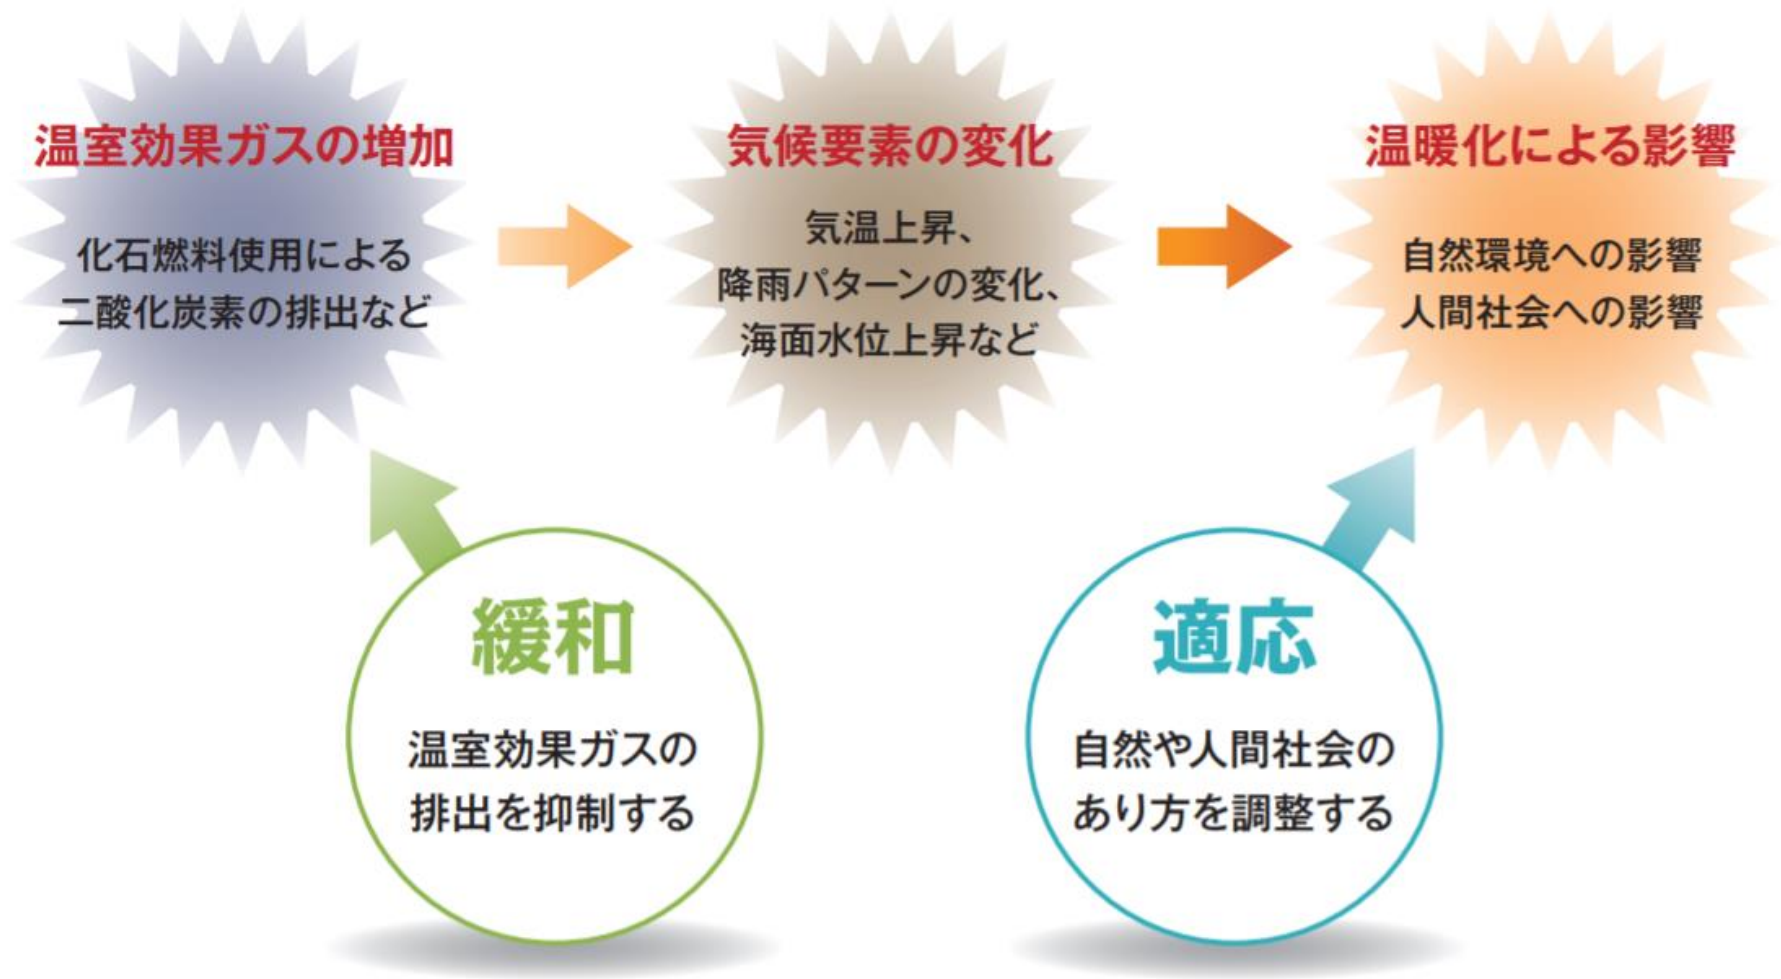 温室効果ガスの増加
化石燃料使用による
二酸化炭素の排出など
気候要素の変化
気温上昇、
降雨パターンの変化、
海面水位上昇など
温暖化による影響
自然環境への影響
人間社会への影響
緩和
温室効果ガスの
排出を抑制する
適応
自然や人間社会の
あり方を調整する